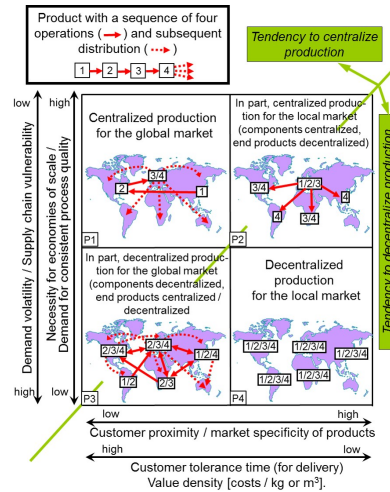 Product with a sequence of four
operations ( ) and subsequent
distribution ( )
1 2 3 4
Tendency to centralize
production
Tendency to decentralize production
low
high
Demand volatility / Supply chain vulnerability
high
low
Necessity for economies of scale /
Demand for consistent process quality
Centralized production
for the global market
3/4
2
1
P1
In part, centralized produc-
tion for the local market
(components centralized,
end products decentralized)
3/4
1/2/3
4
4
3/4
P2
In part, decentralized produc-
tion for the global market
(components decentralized,
end products centralized /
decentralized
2/3/4
2/3/4
1/2/4
1/2
2/3
P3
Decentralized
production
for the local market
1/2/3/4
1/2/3/4
1/2/3/4
1/2/3/4
1/2/3/4
P4
low
high
Customer proximity / market specificity of products
high
low
Customer tolerance time (for delivery)
Value density [costs / kg or m³].